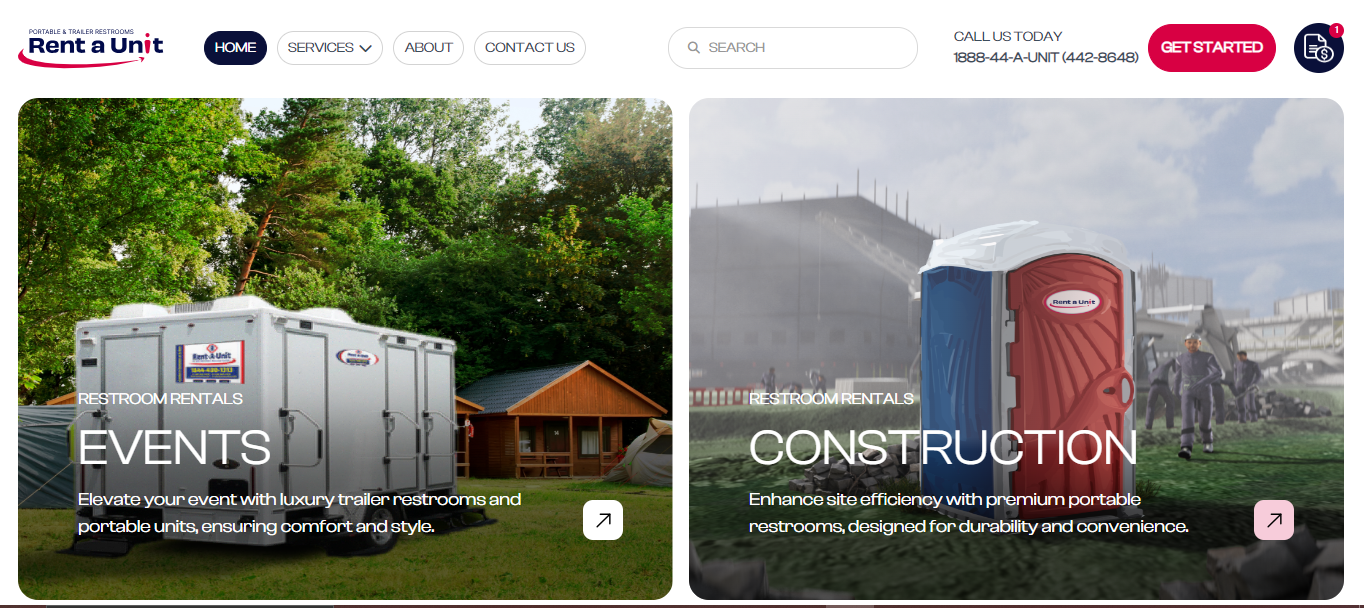 PORTABLE & TRAILER RESTROOMS
Rent a Unit
HOME
SERVICES
ABOUT
CONTACT US
SEARCH
CALL US TODAY
1888-44-A-UNIT (442-8648)
GET STARTED
1
Rent-A-Unit
Rent a Unit
RESTROOM RENTALS
EVENTS
Elevate your event with luxury trailer restrooms and
portable units, ensuring comfort and style.
RESTROOM RENTALS
CONSTRUCTION
Enhance site efficiency with premium portable
restrooms, designed for durability and convenience.